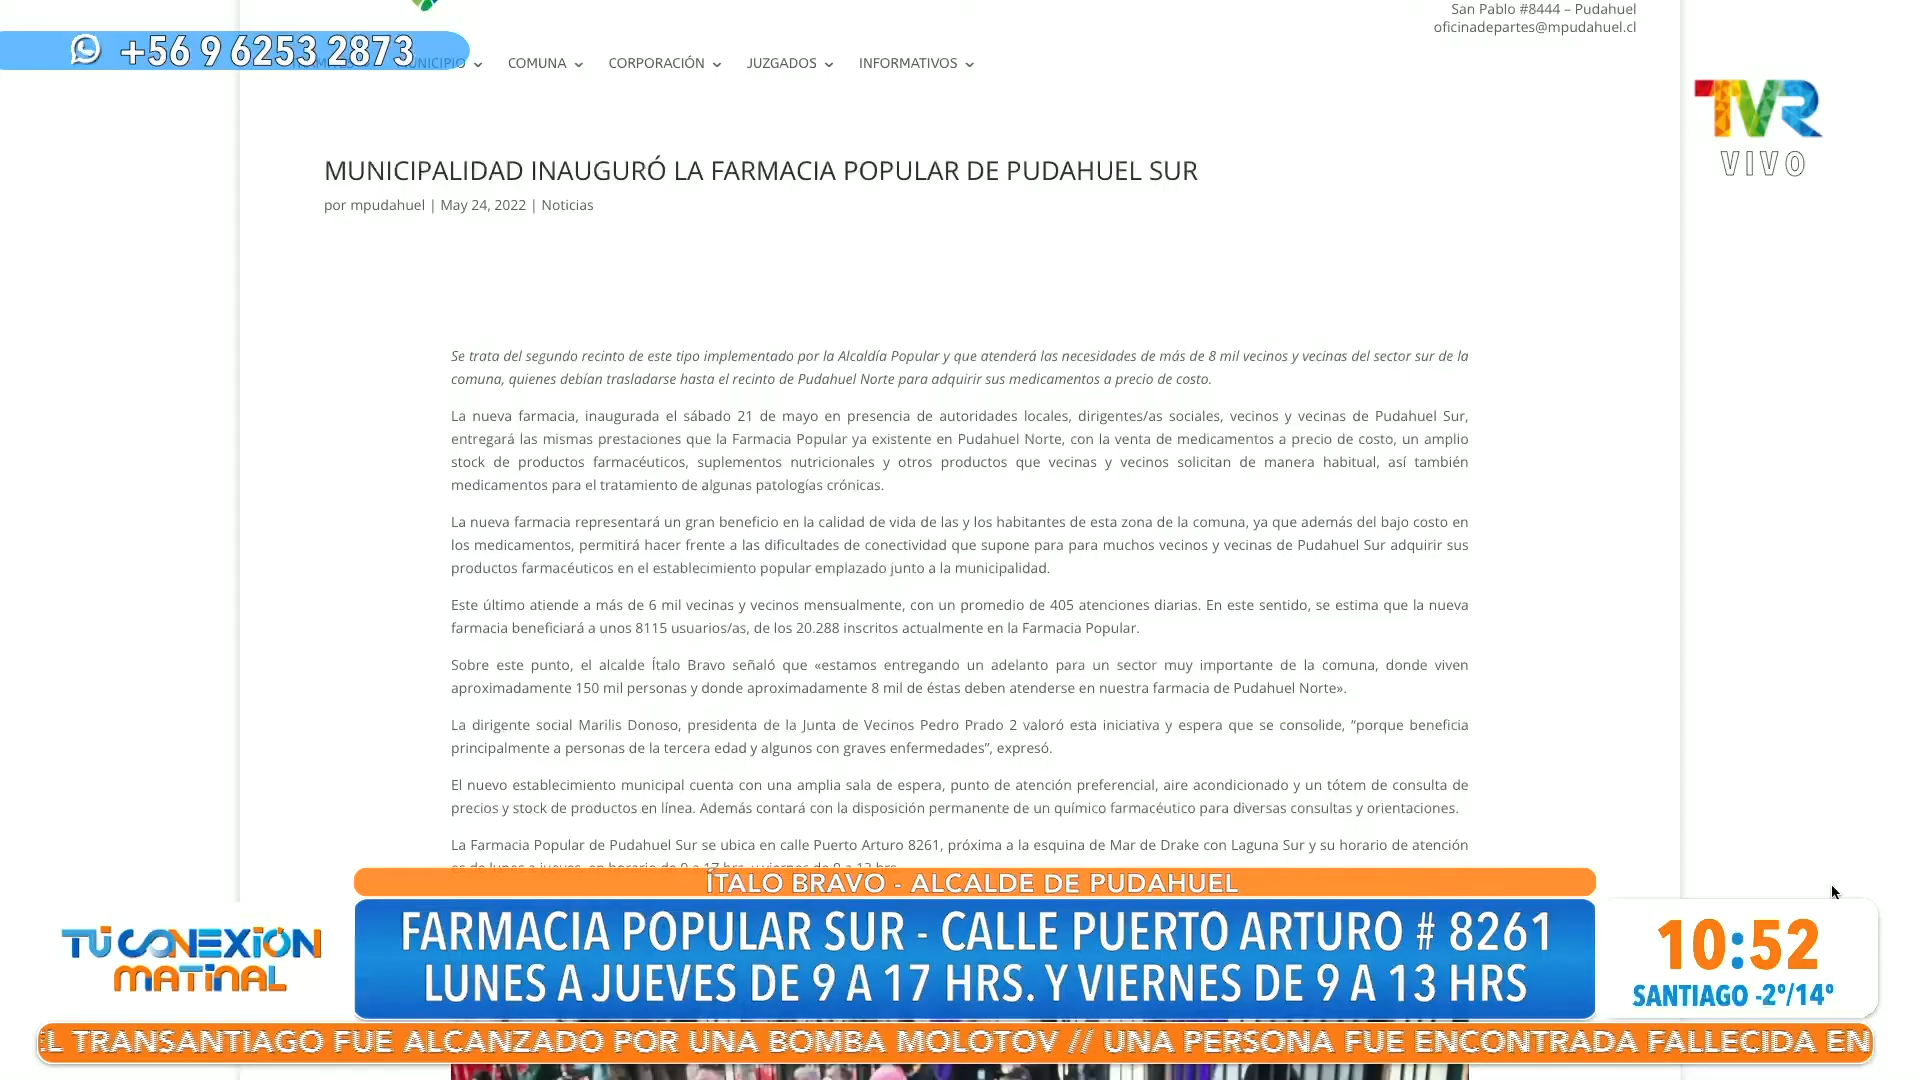 San Pablo #8444 – Pudahuel
oficinadepartes@mpudahuel.cl
+56 9 6253 2873
MUNICIPIO COMUNA CORPORACIÓN JUZGADOS INFORMATIVOS
TVR
VIVO
MUNICIPALIDAD INAUGURÓ LA FARMACIA POPULAR DE PUDAHUEL SUR
por mpudahuel | May 24, 2022 | Noticias
Se trata del segundo recinto de este tipo implementado por la Alcaldía Popular y que atenderá las necesidades de más de 8 mil vecinos y vecinas del sector sur de la
comuna, quienes debían trasladarse hasta el recinto de Pudahuel Norte para adquirir sus medicamentos a precio de costo.
La nueva farmacia, inaugurada el sábado 21 de mayo en presencia de autoridades locales, dirigentes/as sociales, vecinos y vecinas de Pudahuel Sur,
entregará las mismas prestaciones que la Farmacia Popular ya existente en Pudahuel Norte, con la venta de medicamentos a precio de costo, un amplio
stock de productos farmacéuticos, suplementos nutricionales y otros productos que vecinas y vecinos solicitan de manera habitual, así también
medicamentos para el tratamiento de algunas patologías crónicas.
La nueva farmacia representará un gran beneficio en la calidad de vida de las y los habitantes de esta zona de la comuna, ya que además del bajo costo en
los medicamentos, permitirá hacer frente a las dificultades de conectividad que supone para para muchos vecinos y vecinas de Pudahuel Sur adquirir sus
productos farmacéuticos en el establecimiento popular emplazado junto a la municipalidad.
Este último atiende a más de 6 mil vecinas y vecinos mensualmente, con un promedio de 405 atenciones diarias. En este sentido, se estima que la nueva
farmacia beneficiará a unos 8115 usuarios/as, de los 20.288 inscritos actualmente en la Farmacia Popular.
Sobre este punto, el alcalde Ítalo Bravo señaló que «estamos entregando un adelanto para un sector muy importante de la comuna, donde viven
aproximadamente 150 mil personas y donde aproximadamente 8 mil de éstas deben atenderse en nuestra farmacia de Pudahuel Norte».
La dirigente social Marilis Donoso, presidenta de la Junta de Vecinos Pedro Prado 2 valoró esta iniciativa y espera que se consolide, “porque beneficia
principalmente a personas de la tercera edad y algunos con graves enfermedades”, expresó.
El nuevo establecimiento municipal cuenta con una amplia sala de espera, punto de atención preferencial, aire acondicionado y un tótem de consulta de
precios y stock de productos en línea. Además contará con la disposición permanente de un químico farmacéutico para diversas consultas y orientaciones.
La Farmacia Popular de Pudahuel Sur se ubica en calle Puerto Arturo 8261, próxima a la esquina de Mar de Drake con Laguna Sur y su horario de atención
es de lunes a jueves, en horario de 9 a 17 hrs. y viernes de 9 a 13 hrs.
ÍTALO BRAVO - ALCALDE DE PUDAHUEL
FARMACIA POPULAR SUR - CALLE PUERTO ARTURO # 8261
LUNES A JUEVES DE 9 A 17 HRS. Y VIERNES DE 9 A 13 HRS
TÚ CONEXIÓN
MATINAL
10:52
SANTIAGO -2°/14°
EL TRANSANTIAGO FUE ALCANZADO POR UNA BOMBA MOLOTOV // UNA PERSONA FUE ENCONTRADA FALLECIDA EN